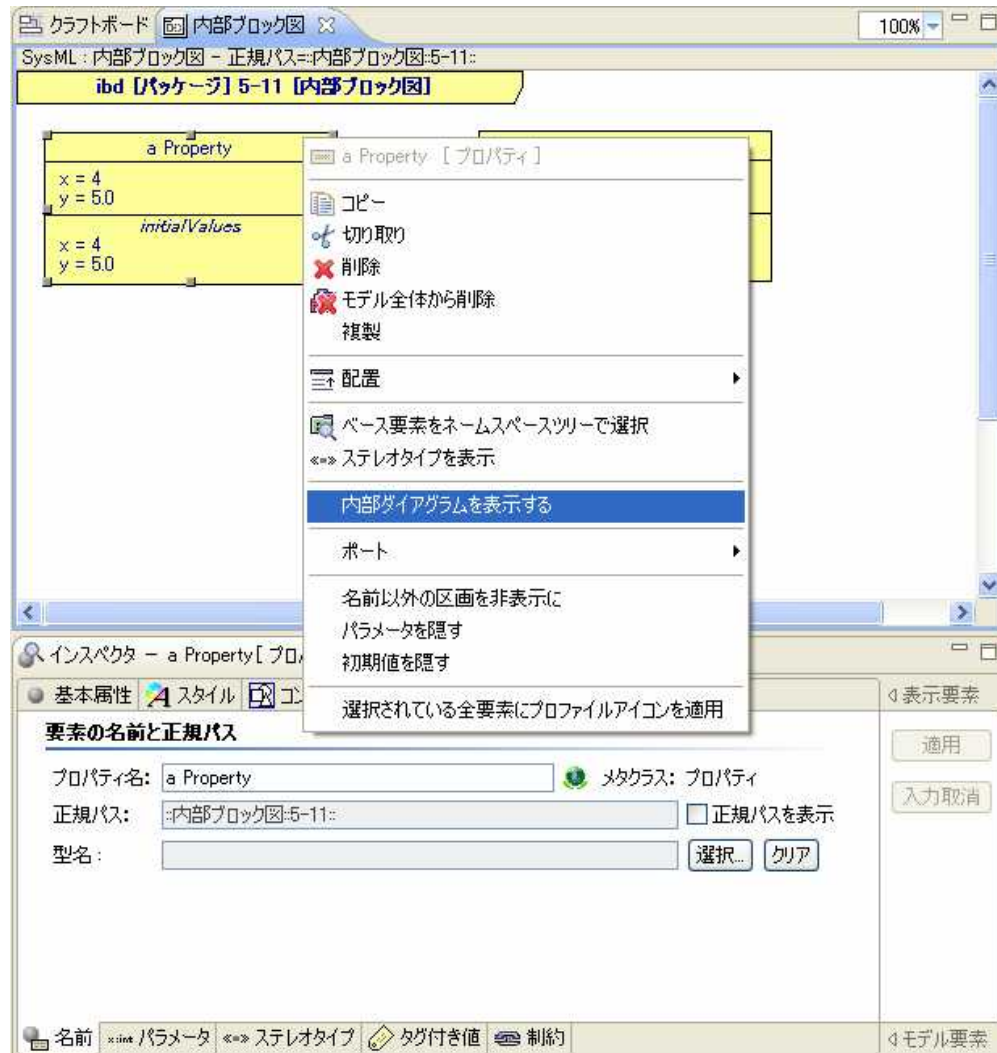 クラフトボード 内部ブロック図 100%
SysML : 内部ブロック図 - 正規パス=::内部ブロック図::5-11::
ibd [パッケージ] 5-11 [内部ブロック図]
a Property
x = 4
y = 5.0
initialValues
x = 4
y = 5.0
a Property [プロパティ]
コピー
切り取り
削除
モデル全体から削除
複製
配置
ベース要素をネームスペースツリーで選択
«=» ステレオタイプを表示
内部ダイアグラムを表示する
ポート
名前以外の区画を非表示に
パラメータを隠す
初期値を隠す
選択されている全要素にプロファイルアイコンを適用
インスペクタ - a Property[プロ
基本属性 スタイル コン
表示要素
要素の名前と正規パス
適用
プロパティ名: a Property メタクラス: プロパティ
入力取消
正規パス: ::内部ブロック図::5-11:: 正規パスを表示
型名 : 選択... クリア
名前 x:int パラメータ «=» ステレオタイプ タグ付き値 制約 モデル要素